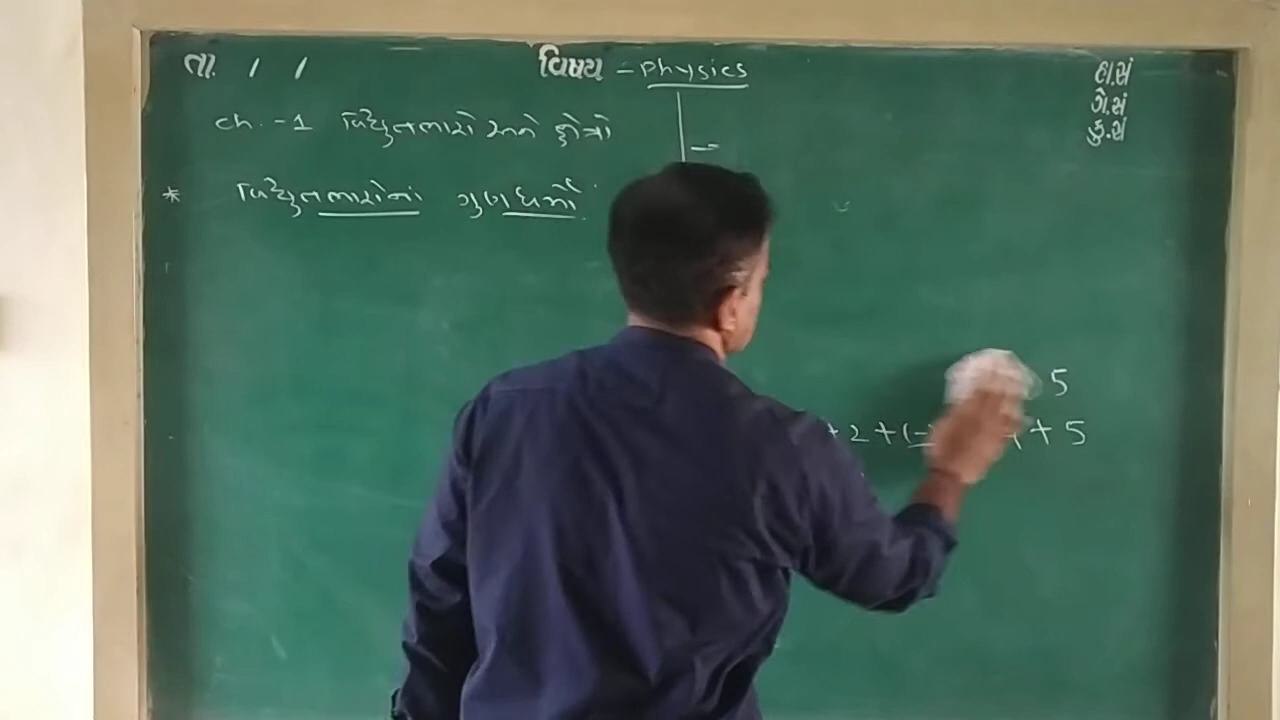 તા. / / વિષય - Physics હા.સં
ગે.સં
ch. - 1 વિદ્યુતભારો અને ક્ષેત્રો કુ.સં
* વિદ્યુતભારોનાં ગુણધર્મો
5
+ 2 + (- + 5